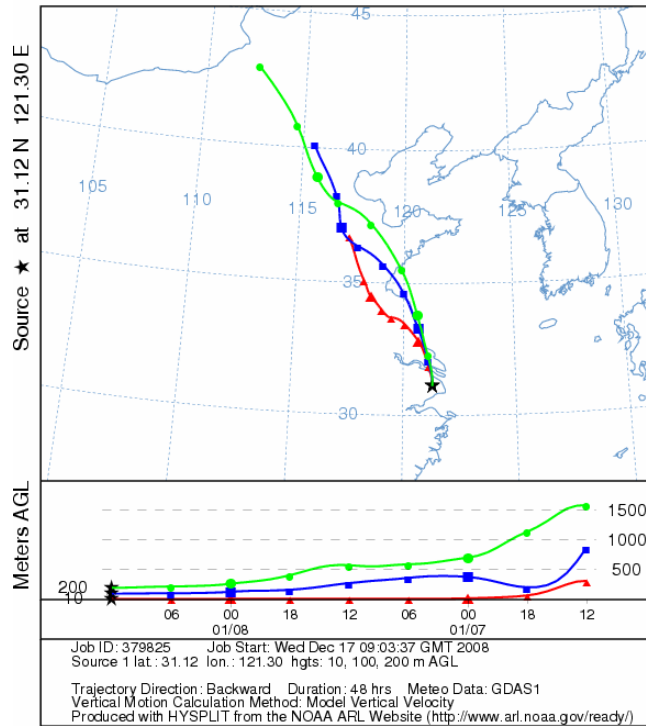 Source ★ at 31.12 N 121.30 E
45
40
105
110
115
120
125
130
35
30
Meters AGL
1500
1000
500
200
10
06 00 18 12 06 00 18 12
01/08 01/07
Job ID: 379825 Job Start: Wed Dec 17 09:03:37 GMT 2008
Source 1 lat.: 31.12 lon.: 121.30 hgts: 10, 100, 200 m AGL
Trajectory Direction: Backward Duration: 48 hrs Meteo Data: GDAS1
Vertical Motion Calculation Method: Model Vertical Velocity
Produced with HYSPLIT from the NOAA ARL Website (http://www.arl.noaa.gov/ready/)